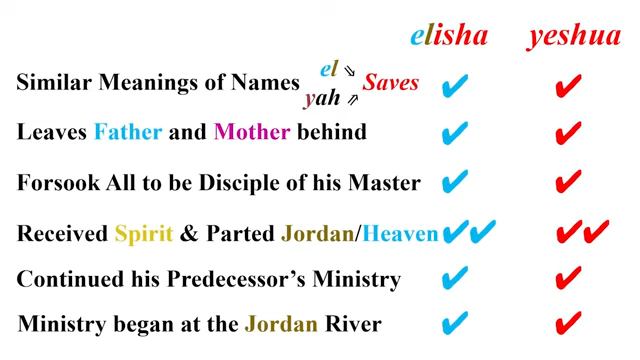 elisha yeshua
Similar Meanings of Names el ⇘ yah ⇗ Saves ✔ ✔
Leaves Father and Mother behind ✔ ✔
Forsook All to be Disciple of his Master ✔ ✔
Received Spirit & Parted Jordan/Heaven ✔✔ ✔✔
Continued his Predecessor's Ministry ✔ ✔
Ministry began at the Jordan River ✔ ✔